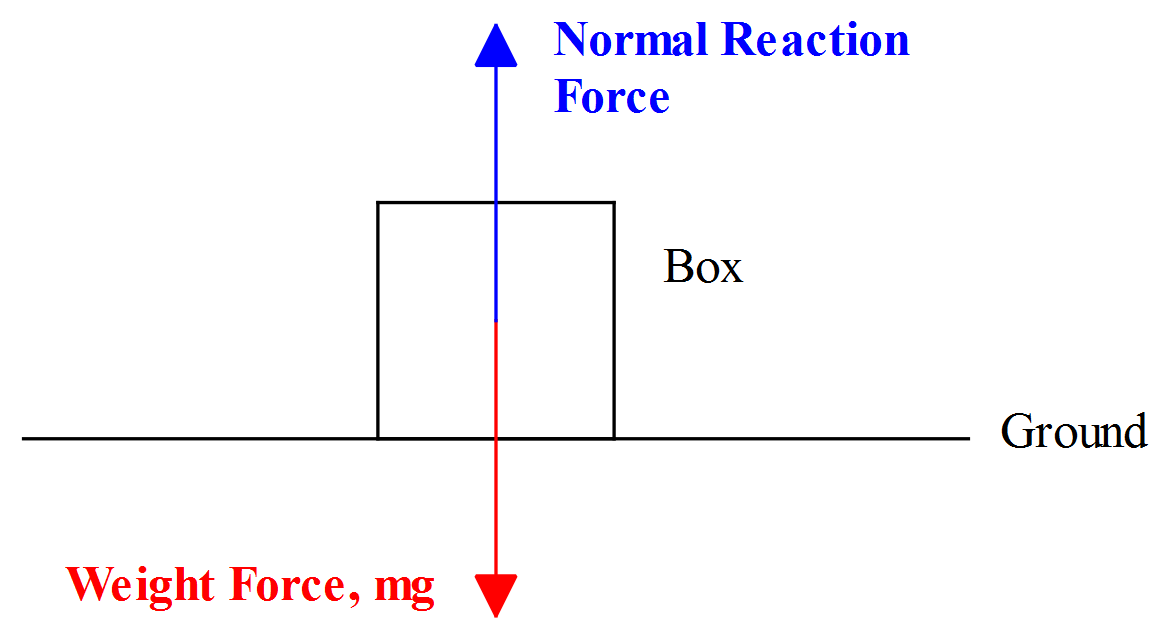 Normal Reaction
Force
Box
Ground
Weight Force, mg